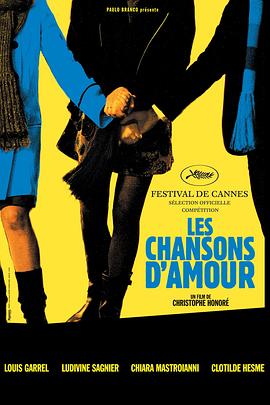 PAULO BRANCO présente
FESTIVAL DE CANNES
SÉLECTION OFFICIELLE
COMPÉTITION
LES
CHANSONS
D'AMOUR
UN FILM DE
CHRISTOPHE HONORÉ
LOUIS GARREL LUDIVINE SAGNIER CHIARA MASTROIANNI CLOTILDE HESME